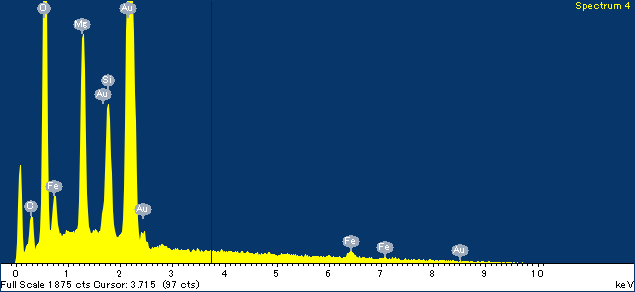 Spectrum 4
O Au
Mg
Si
Au
Fe
O Au
Fe Fe Au
0 1 2 3 4 5 6 7 8 9 10
Full Scale 1875 cts Cursor: 3.715 (97 cts) keV